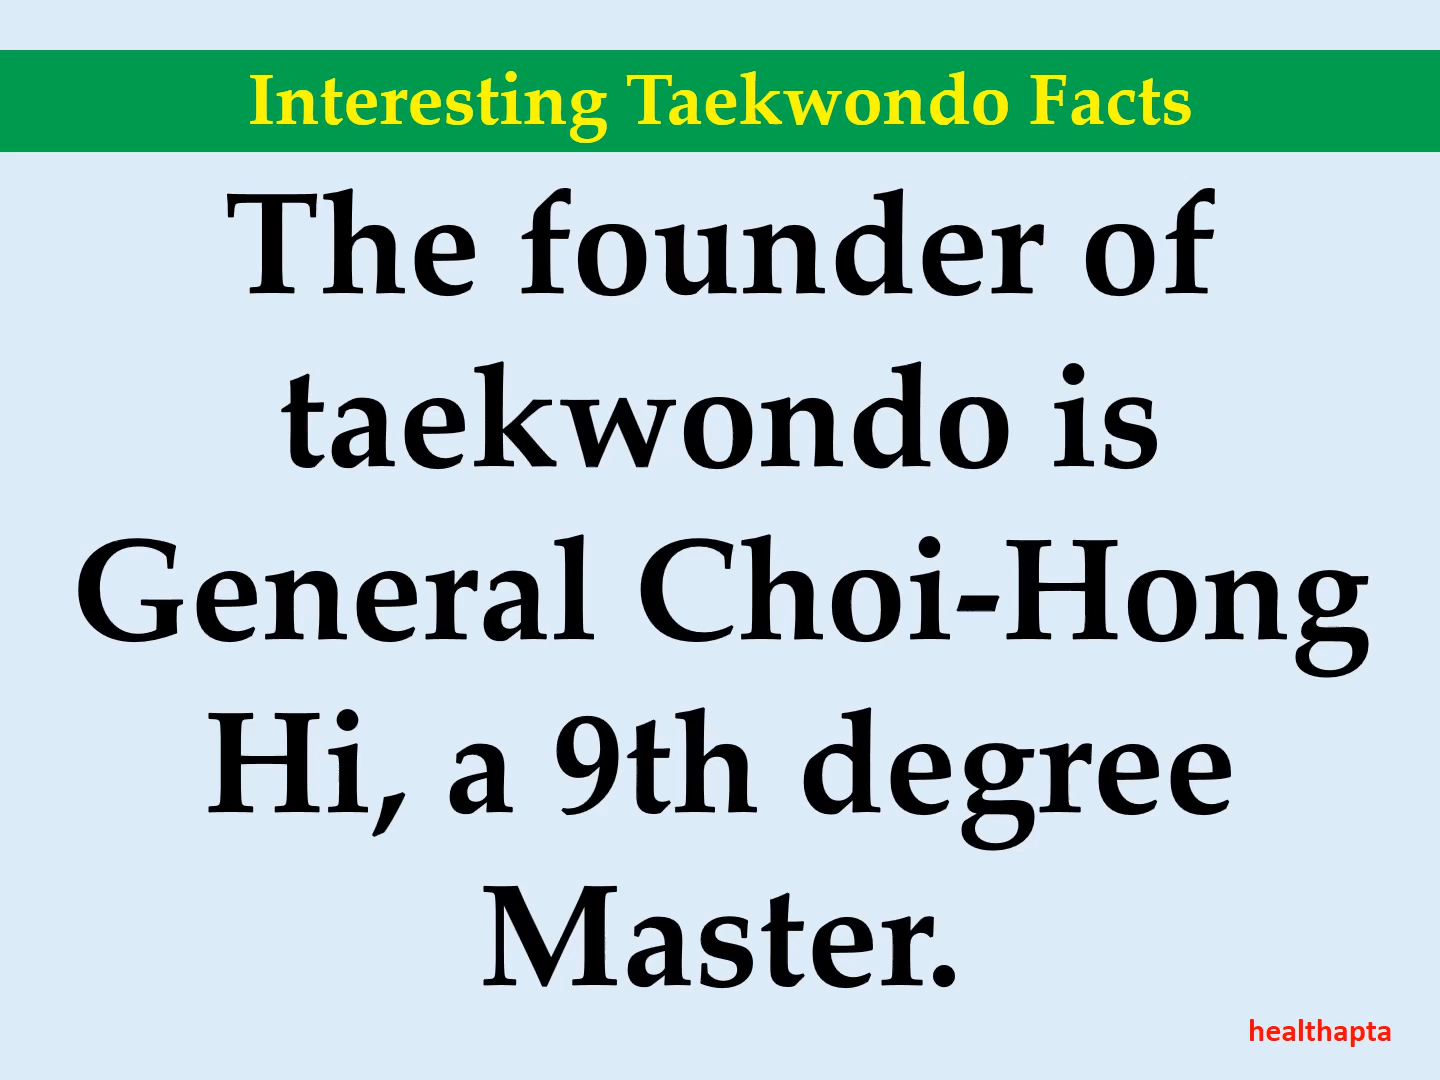 Interesting Taekwondo Facts
The founder of
taekwondo is
General Choi-Hong
Hi, a 9th degree
Master.
healthapta